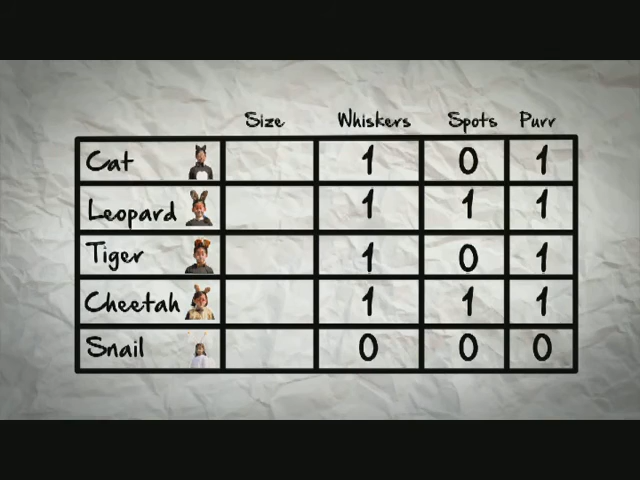 Size Whiskers Spots Purr
Cat 1 0 1
Leopard 1 1 1
Tiger 1 0 1
Cheetah 1 1 1
Snail 0 0 0